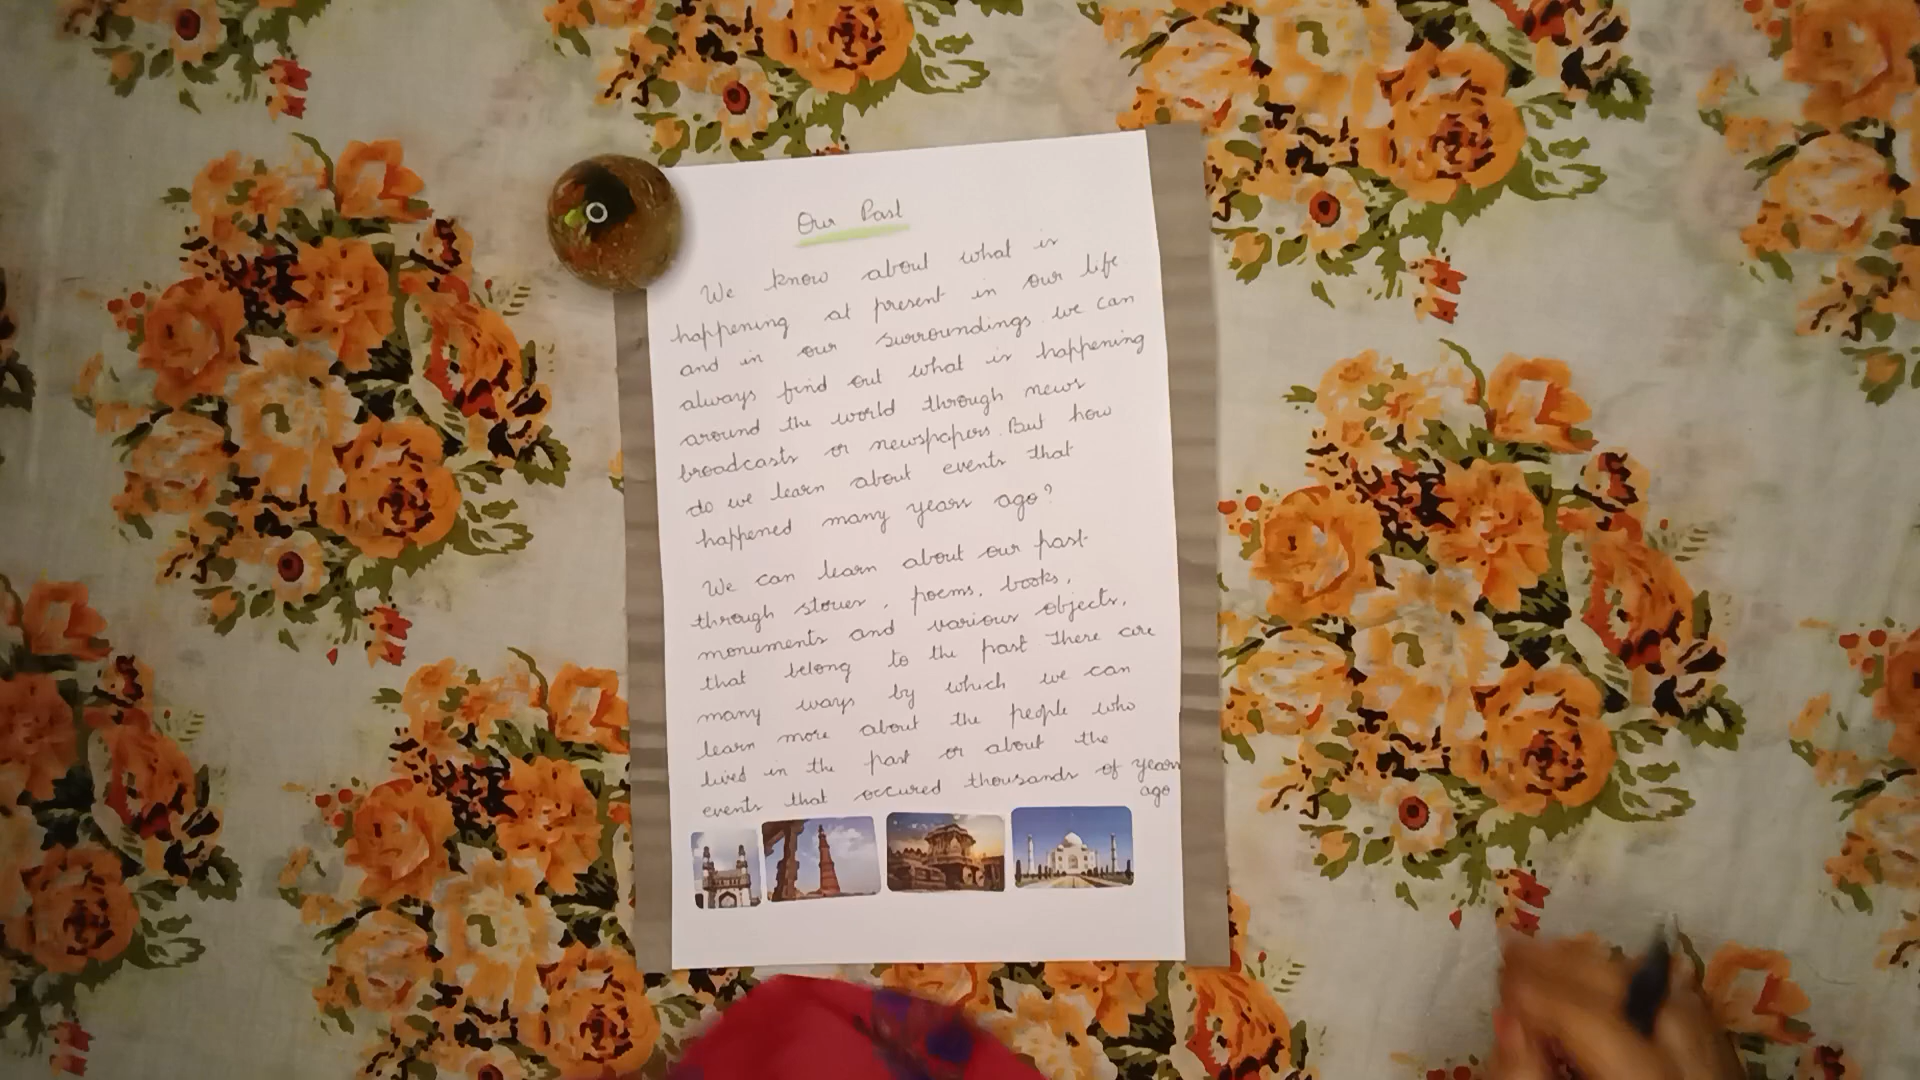 Our Past
We know about what is
happening at present in our life
and in our surroundings. we can
always find out what is happening
around the world through news
broadcasts or newspapers. But how
do we learn about events that
happened many years ago?
We can learn about our past
through stories, poems, books,
monuments and various objects,
that belong to the past There are
many ways by which we can
learn more about the people who
lived in the past or about the
events that occured thousands of years
ago